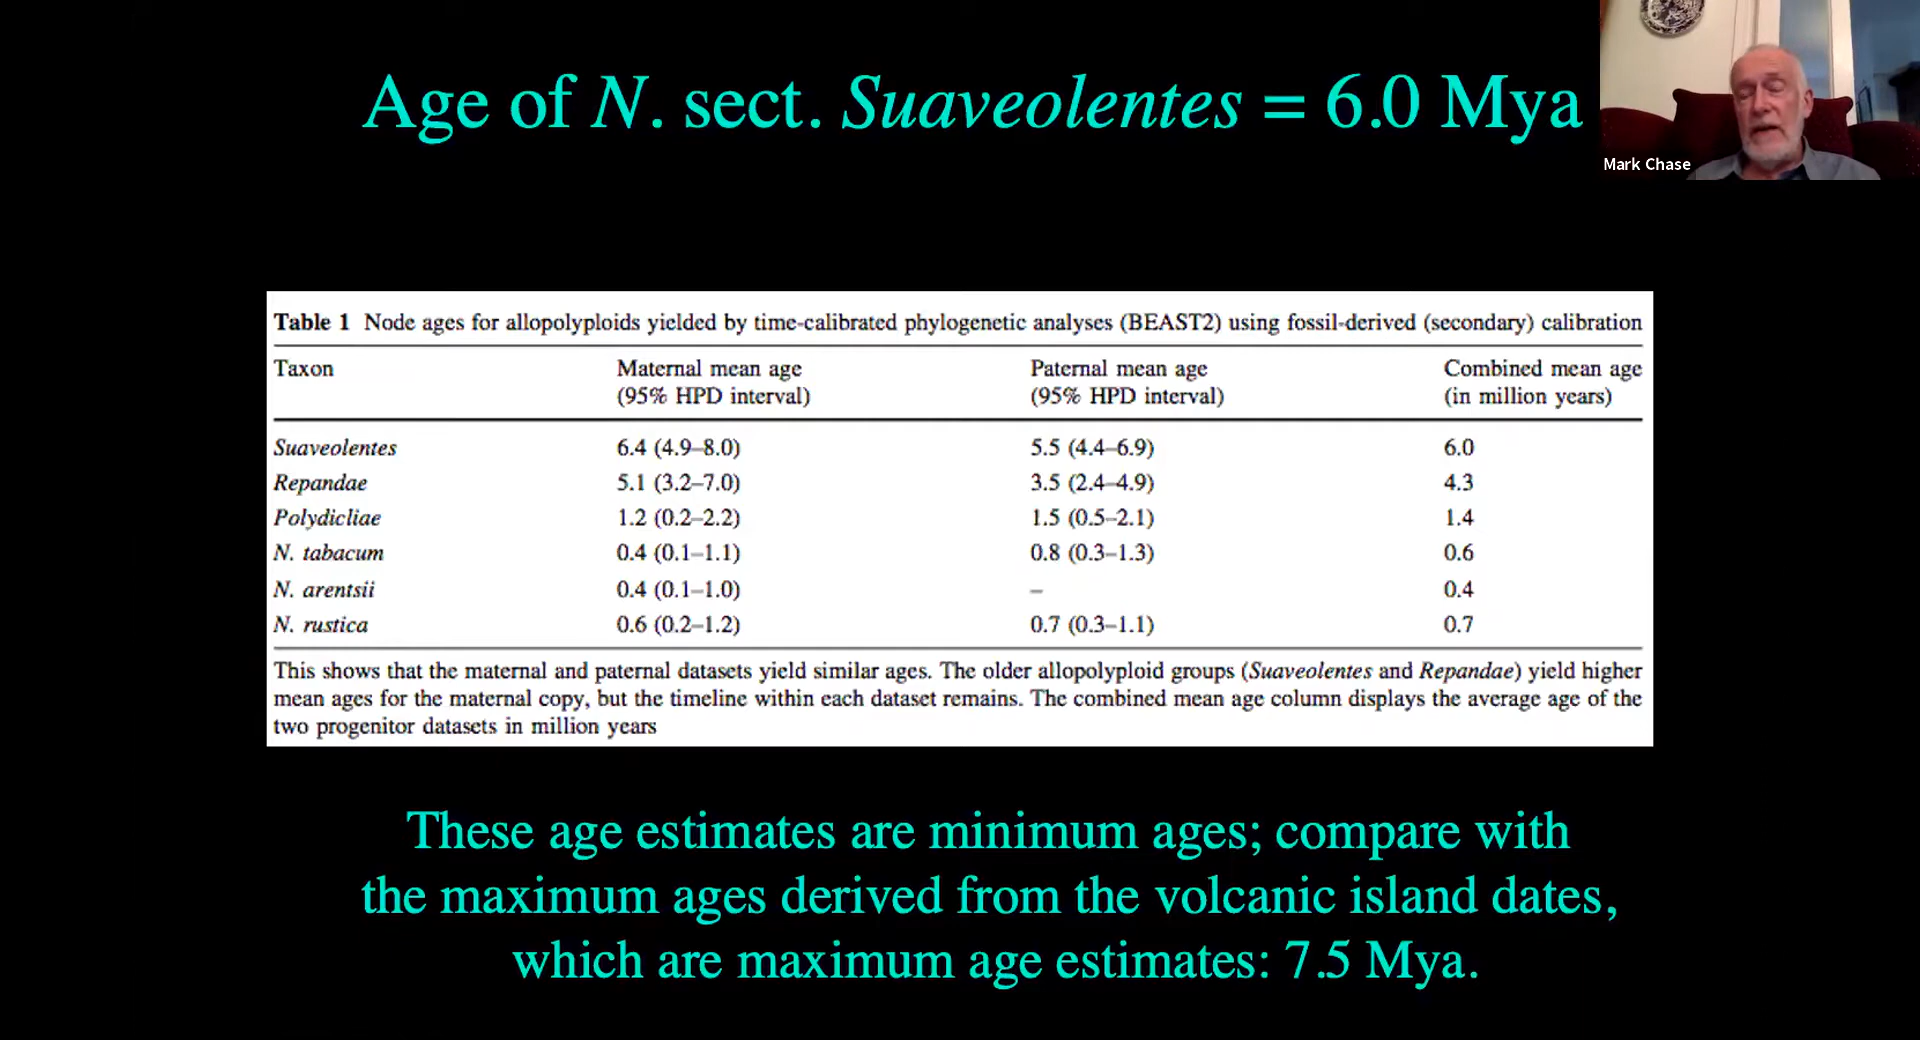 Age of N. sect. Suaveolentes = 6.0 Mya
Mark Chase
Table 1 Node ages for allopolyploids yielded by time-calibrated phylogenetic analyses (BEAST2) using fossil-derived (secondary) calibration
Taxon Maternal mean age Paternal mean age Combined mean age
(95% HPD interval) (95% HPD interval) (in million years)
Suaveolentes 6.4 (4.9–8.0) 5.5 (4.4–6.9) 6.0
Repandae 5.1 (3.2–7.0) 3.5 (2.4–4.9) 4.3
Polydicliae 1.2 (0.2–2.2) 1.5 (0.5–2.1) 1.4
N. tabacum 0.4 (0.1–1.1) 0.8 (0.3–1.3) 0.6
N. arentsii 0.4 (0.1–1.0) – 0.4
N. rustica 0.6 (0.2–1.2) 0.7 (0.3–1.1) 0.7
This shows that the maternal and paternal datasets yield similar ages. The older allopolyploid groups (Suaveolentes and Repandae) yield higher
mean ages for the maternal copy, but the timeline within each dataset remains. The combined mean age column displays the average age of the
two progenitor datasets in million years
These age estimates are minimum ages; compare with
the maximum ages derived from the volcanic island dates,
which are maximum age estimates: 7.5 Mya.